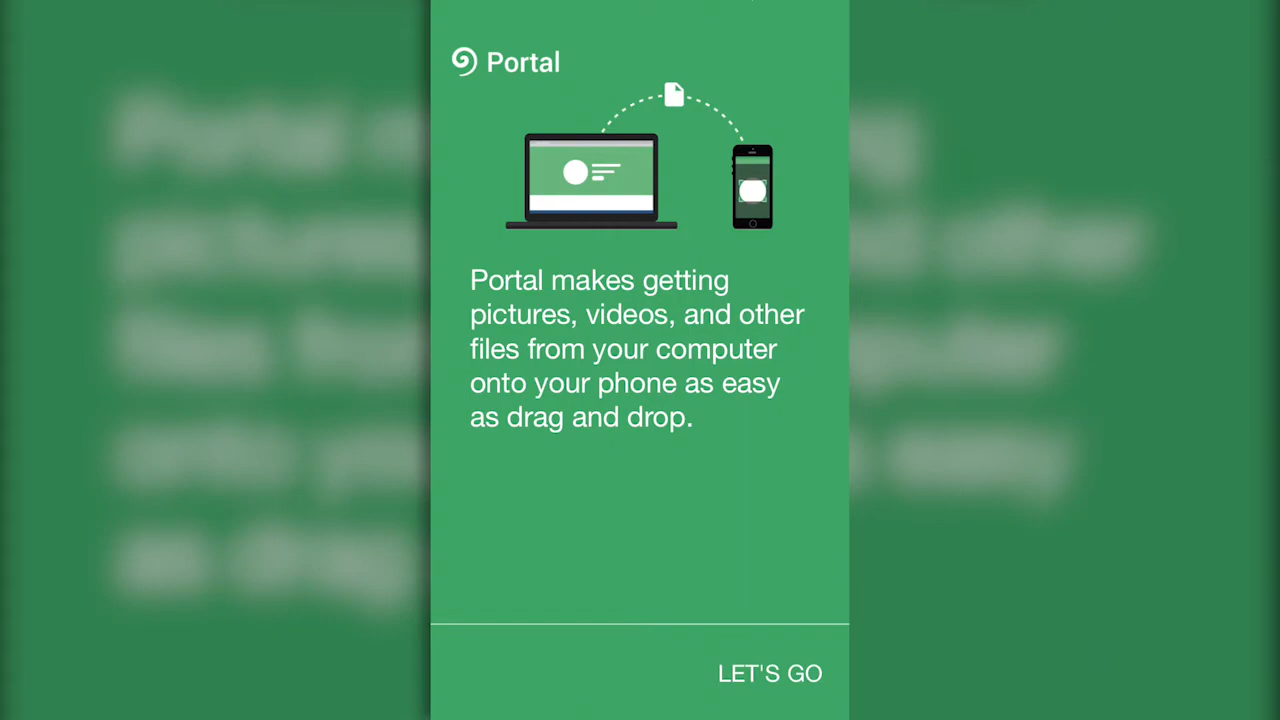 Portal
Portal makes getting
pictures, videos, and other
files from your computer
onto your phone as easy
as drag and drop.
LET'S GO